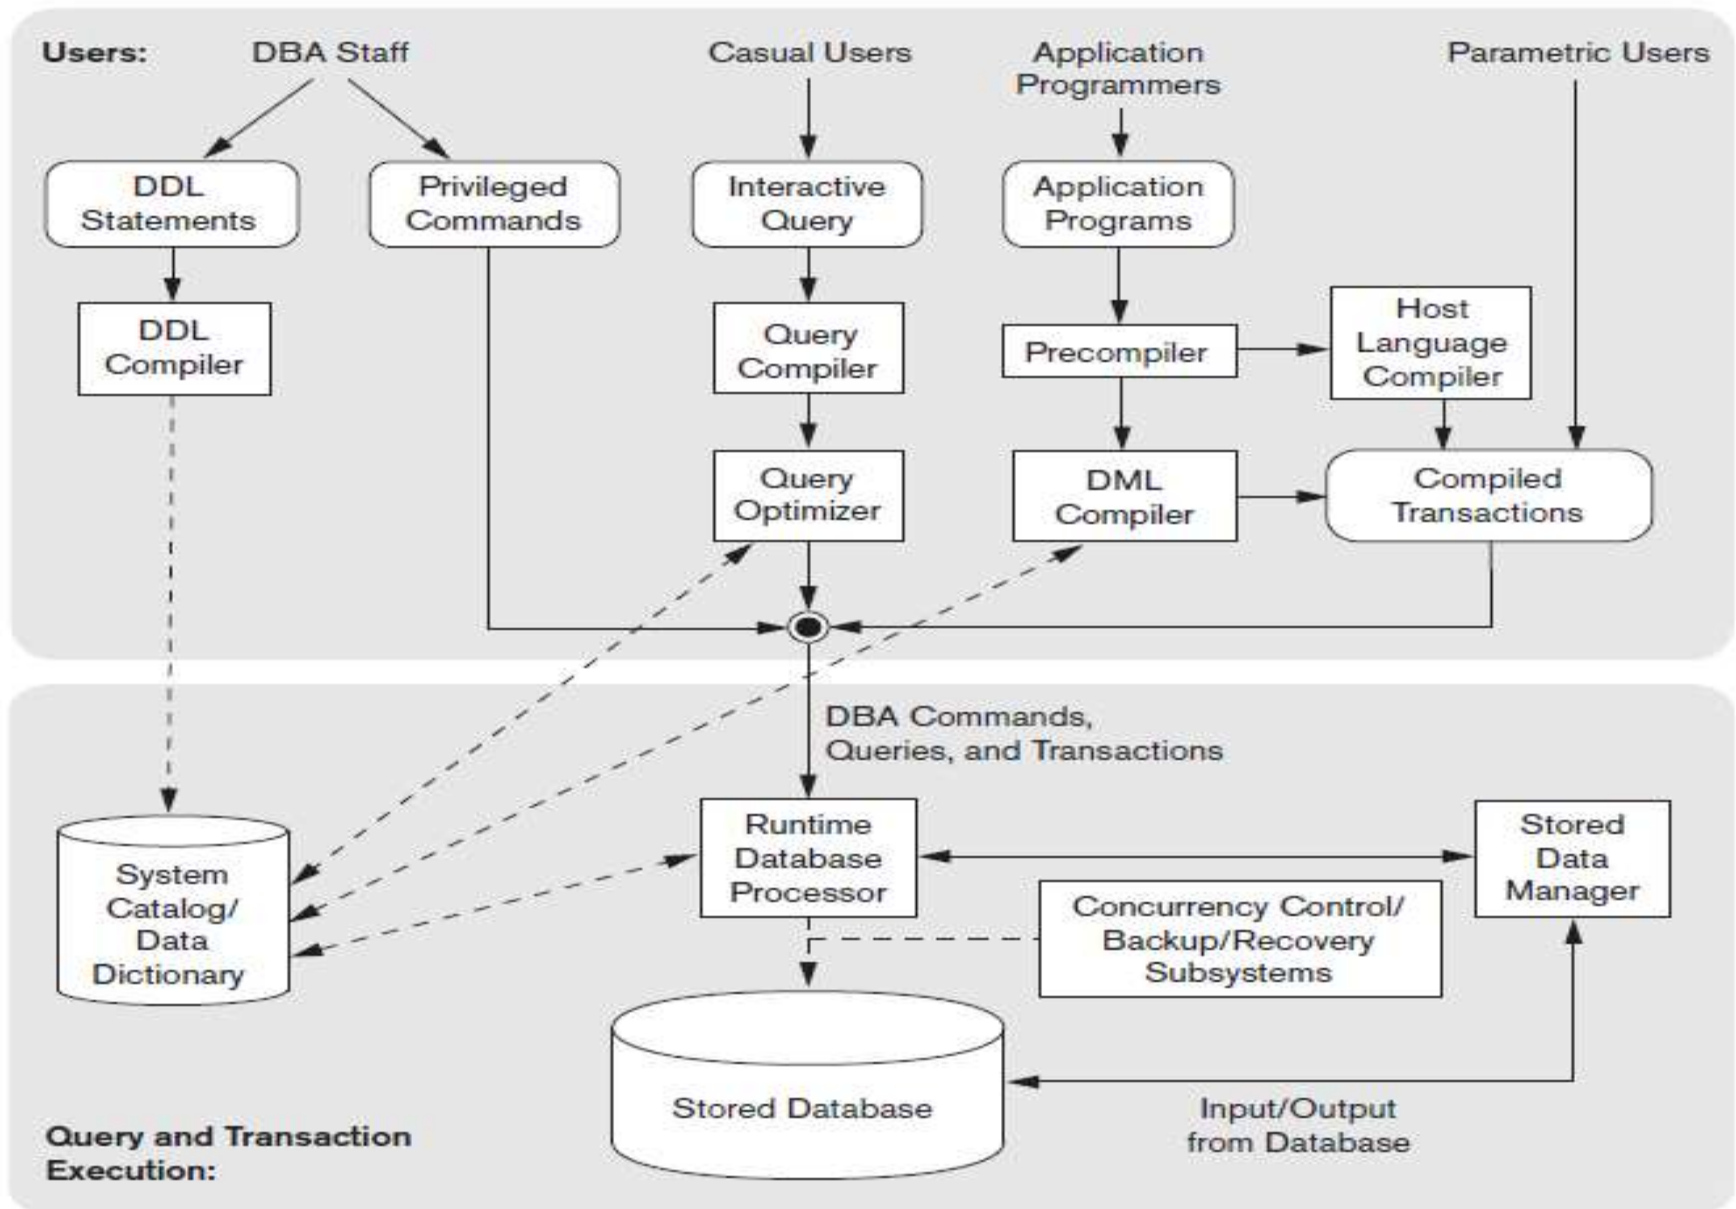 Users:
DBA Staff
Casual Users
Application
Programmers
Parametric Users
DDL
Statements
Privileged
Commands
Interactive
Query
Application
Programs
DDL
Compiler
Query
Compiler
Precompiler
Host
Language
Compiler
Query
Optimizer
DML
Compiler
Compiled
Transactions
DBA Commands,
Queries, and Transactions
System
Catalog/
Data
Dictionary
Runtime
Database
Processor
Stored
Data
Manager
Concurrency Control/
Backup/Recovery
Subsystems
Stored Database
Input/Output
from Database
Query and Transaction
Execution: